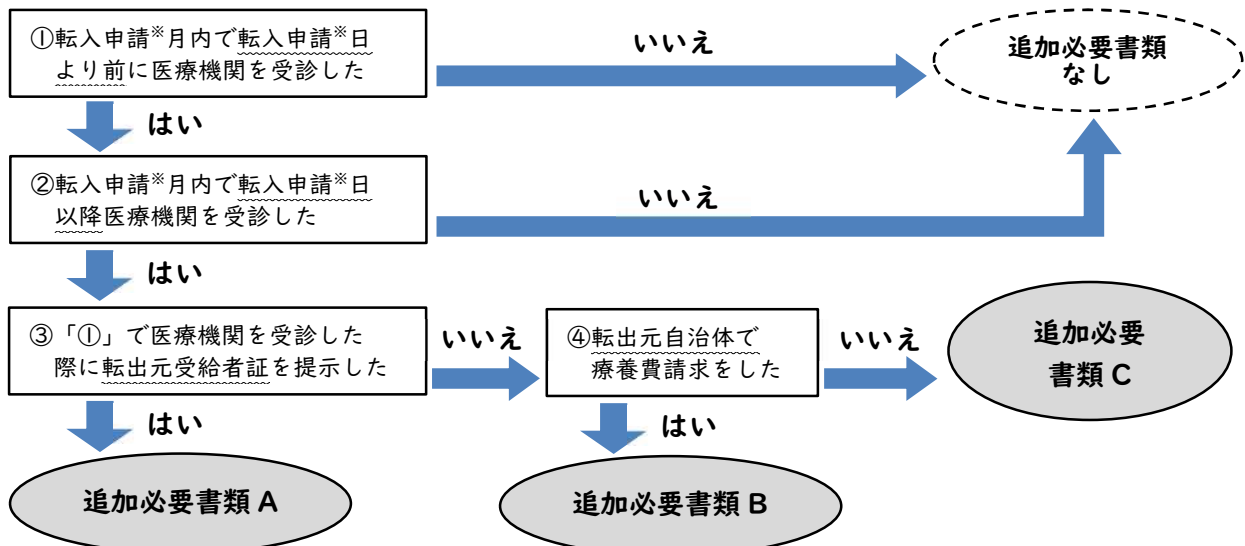 ①転入申請※月内で転入申請※日
より前に医療機関を受診した
いいえ
追加必要書類
なし
はい
②転入申請※月内で転入申請※日
以降医療機関を受診した
いいえ
はい
③「①」で医療機関を受診した
際に転出元受給者証を提示した
いいえ
④転出元自治体で
療養費請求をした
いいえ
追加必要
書類 C
はい
はい
追加必要書類 A
追加必要書類 B